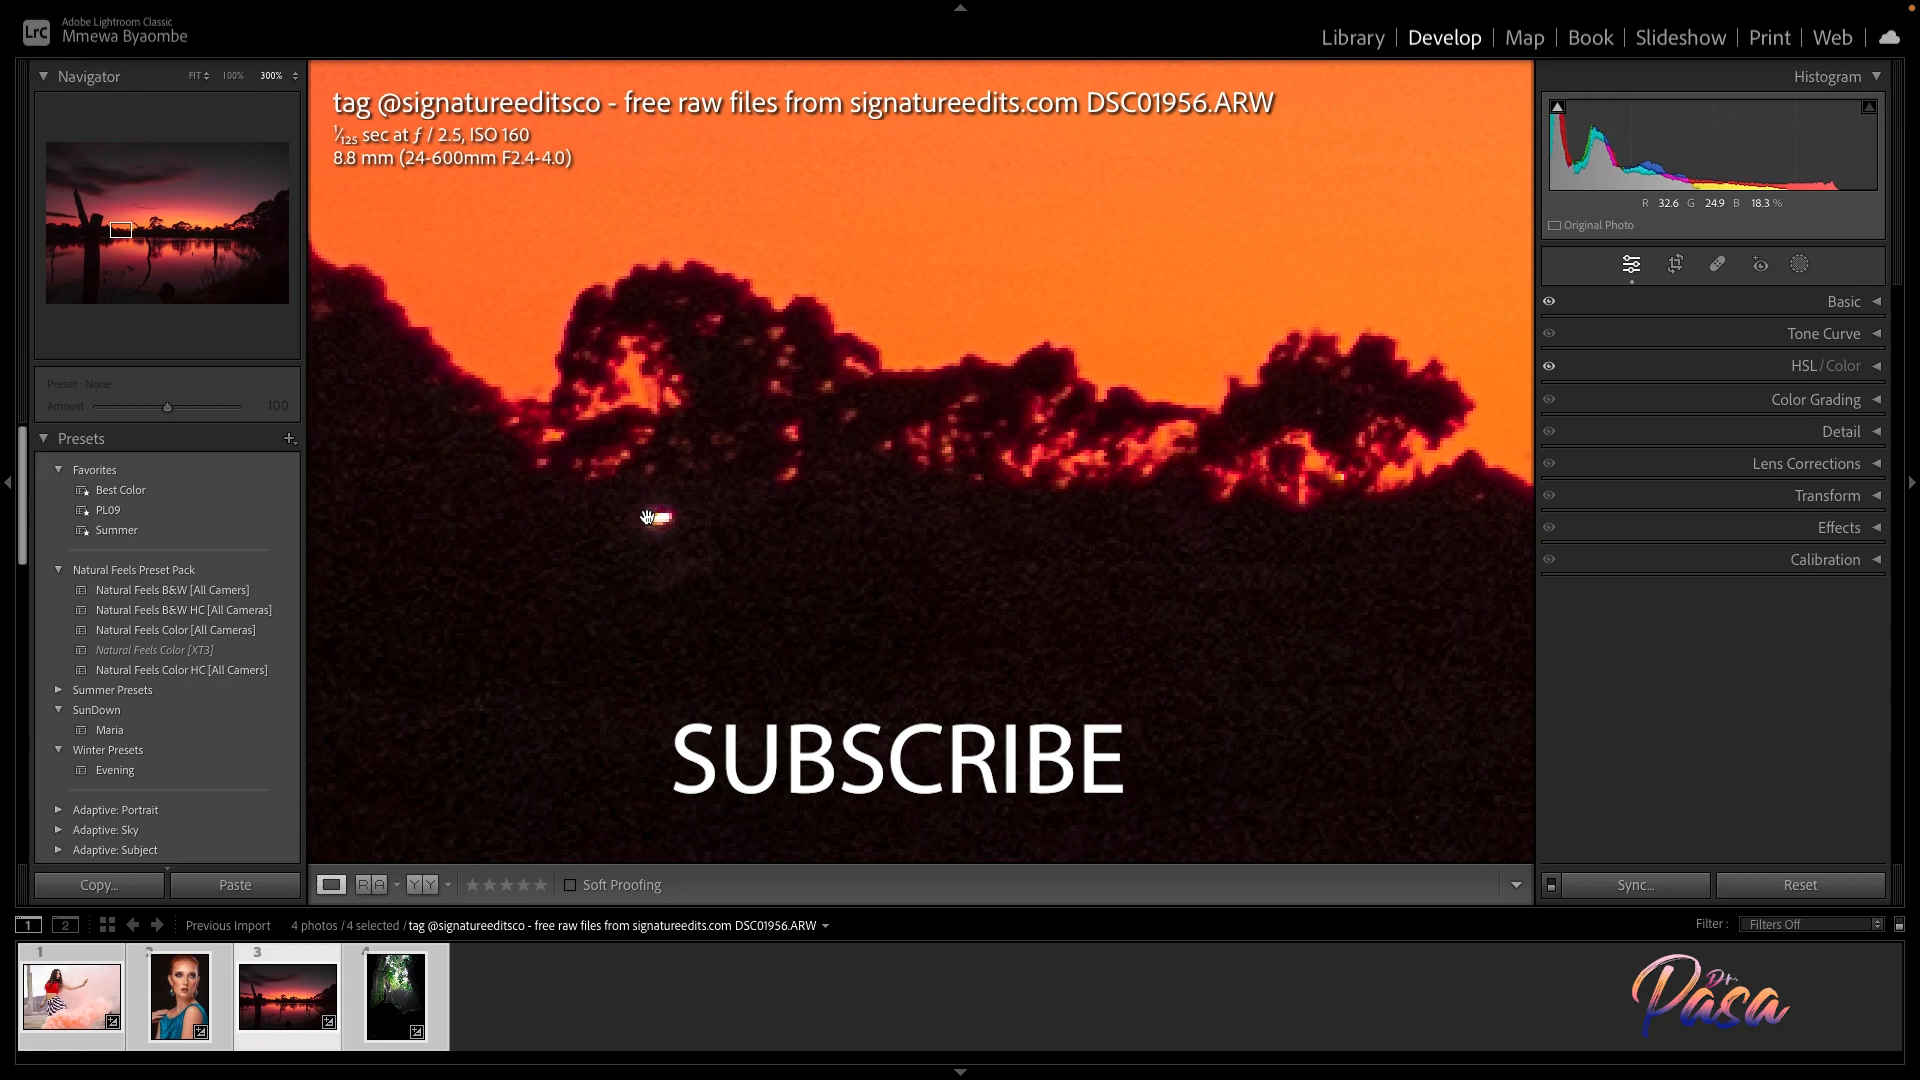 LrC
Adobe Lightroom Classic
Mmewa Byaombe
Library | Develop | Map | Book | Slideshow | Print | Web
Navigator
FIT 100% 300%
Preset : None
Amount 100
Presets
Favorites
Best Color
PL09
Summer
Natural Feels Preset Pack
Natural Feels B&W [All Camers]
Natural Feels B&W HC [All Cameras]
Natural Feels Color [All Cameras]
Natural Feels Color [XT3]
Natural Feels Color HC [All Camers]
Summer Presets
SunDown
Maria
Winter Presets
Evening
Adaptive: Portrait
Adaptive: Sky
Adaptive: Subject
Copy...
Paste
tag @signatureeditsco - free raw files from signatureedits.com DSC01956.ARW
1/125 sec at ƒ / 2.5, ISO 160
8.8 mm (24-600mm F2.4-4.0)
SUBSCRIBE
R A
Y Y
Soft Proofing
Histogram
R 32.6 G 24.9 B 18.3 %
Original Photo
Basic
Tone Curve
HSL / Color
Color Grading
Detail
Lens Corrections
Transform
Effects
Calibration
Sync...
Reset
1 2
Previous Import
4 photos / 4 selected / tag @signatureeditsco - free raw files from signatureedits.com DSC01956.ARW
Filter :
Filters Off
1
2
3
4
Dr.
Pasa